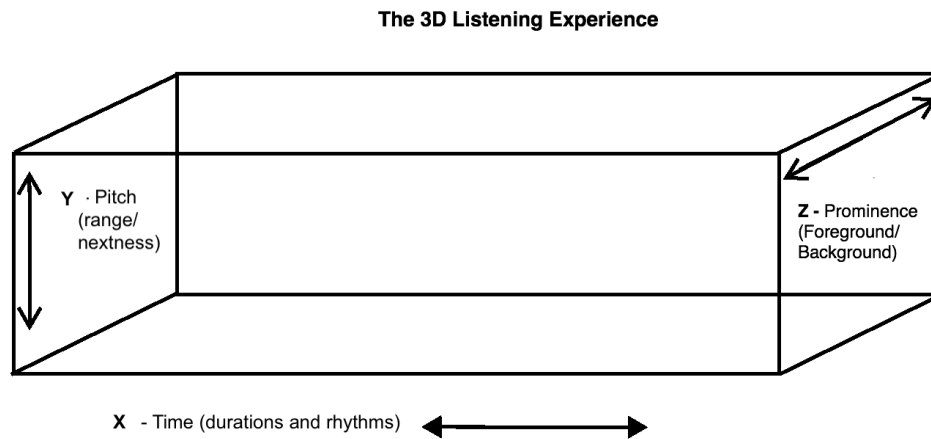 The 3D Listening Experience
Y · Pitch
(range/
nextness)
Z - Prominence
(Foreground/
Background)
X - Time (durations and rhythms)